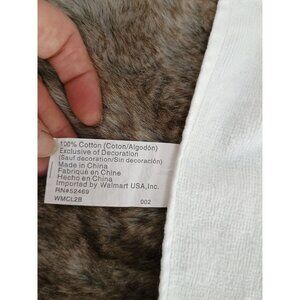 100% Cotton (Coton/Algodón)
Exclusive of Decoration
(Sauf decoration/Sin decoración)
Made in China
Fabriqué en Chine
Hecho en China
Imported by Walmart USA,Inc.
RN#52469
WMCL2B 002